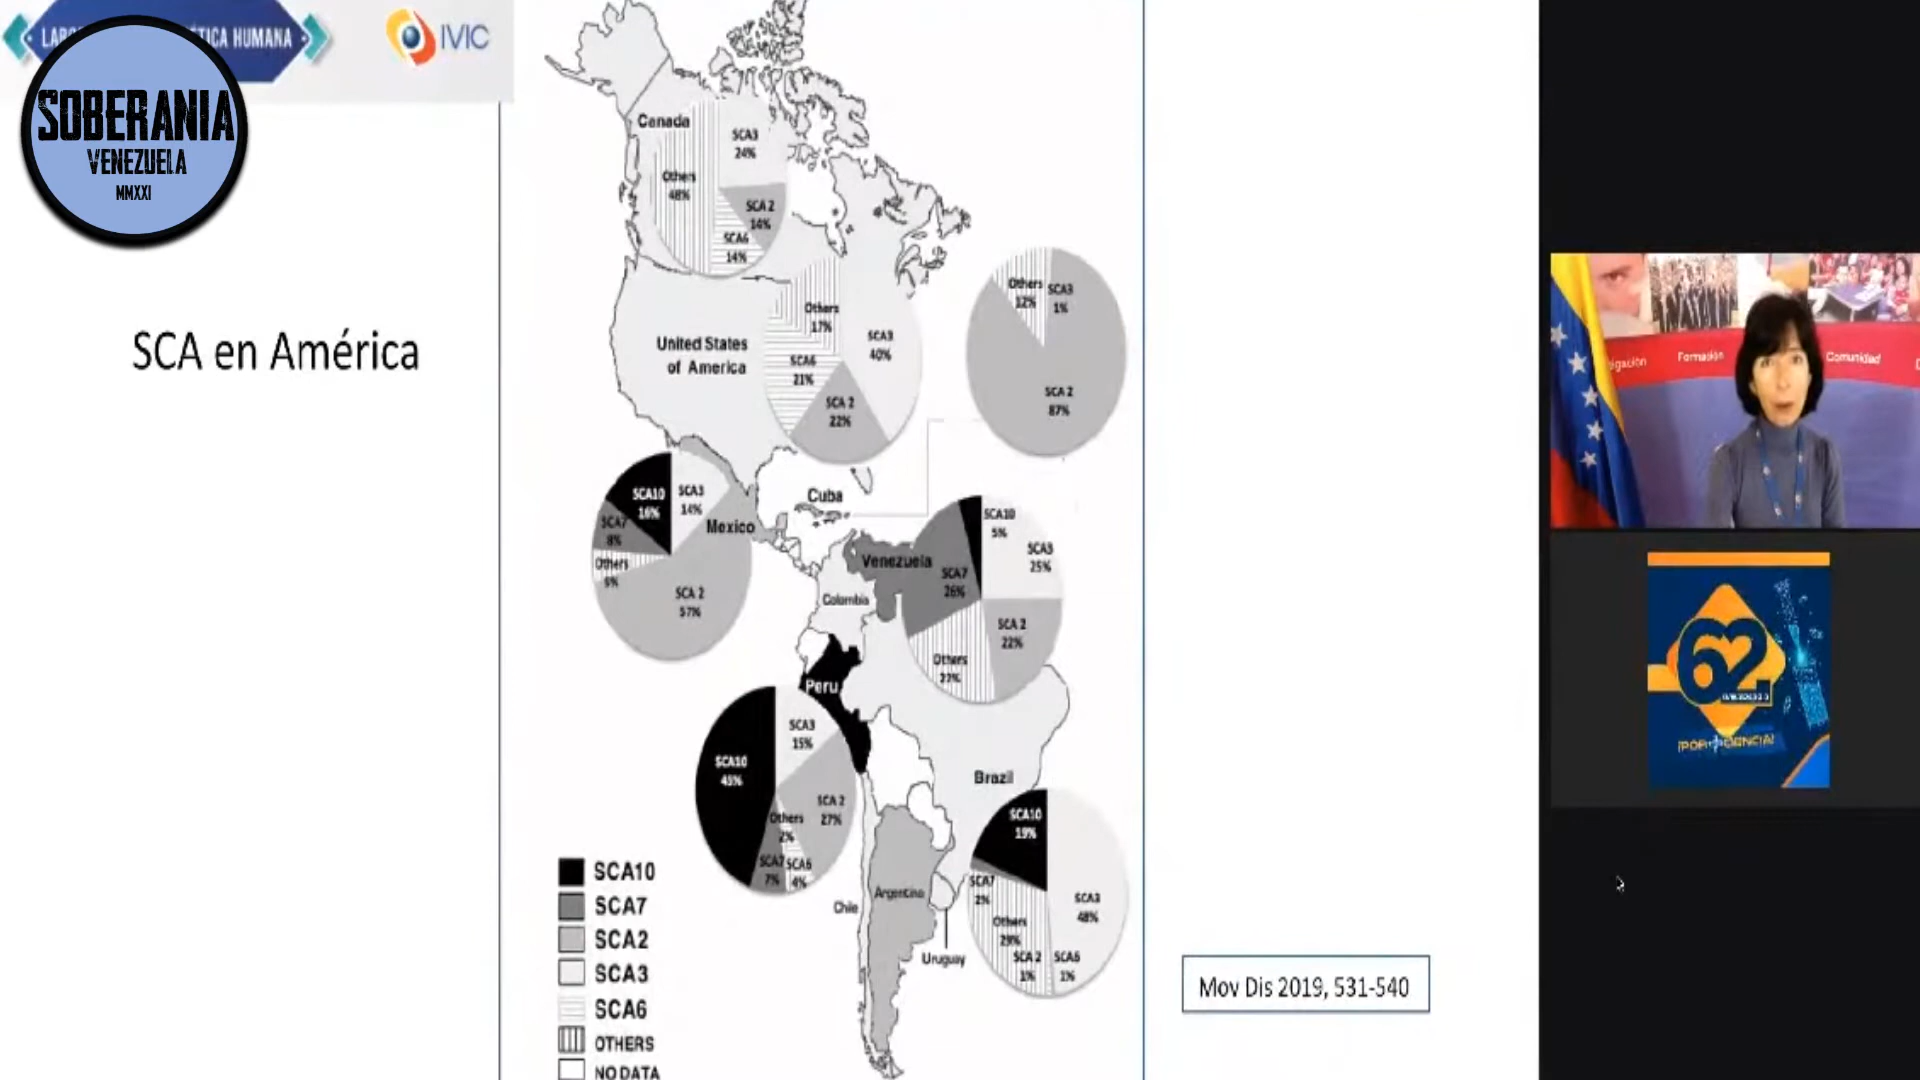 LABO
TICA HUMANA
IVIC
SOBERANIA
VENEZUELA
MMXXI
SCA en América
Canada
SCA3
24%
Others
48%
SCA 2
14%
SCA6
14%
United States
of America
Others
17%
SCA3
40%
SCA6
21%
SCA 2
22%
Others
12%
SCA3
1%
SCA 2
87%
Cuba
Mexico
SCA10
16%
SCA3
14%
SCA7
8%
Others
5%
SCA 2
57%
Venezuela
SCA10
5%
SCA3
25%
SCA7
26%
SCA 2
22%
Others
22%
Colombia
Peru
SCA3
15%
SCA10
45%
SCA 2
27%
Others
2%
SCA7
7%
SCA6
4%
Brazil
SCA10
19%
SCA7
2%
SCA3
48%
Others
29%
SCA 2
1%
SCA6
1%
Argentina
Chile
Uruguay
SCA10
SCA7
SCA2
SCA3
SCA6
OTHERS
NO DATA
Mov Dis 2019, 531-540
Formación
Comunidad
62